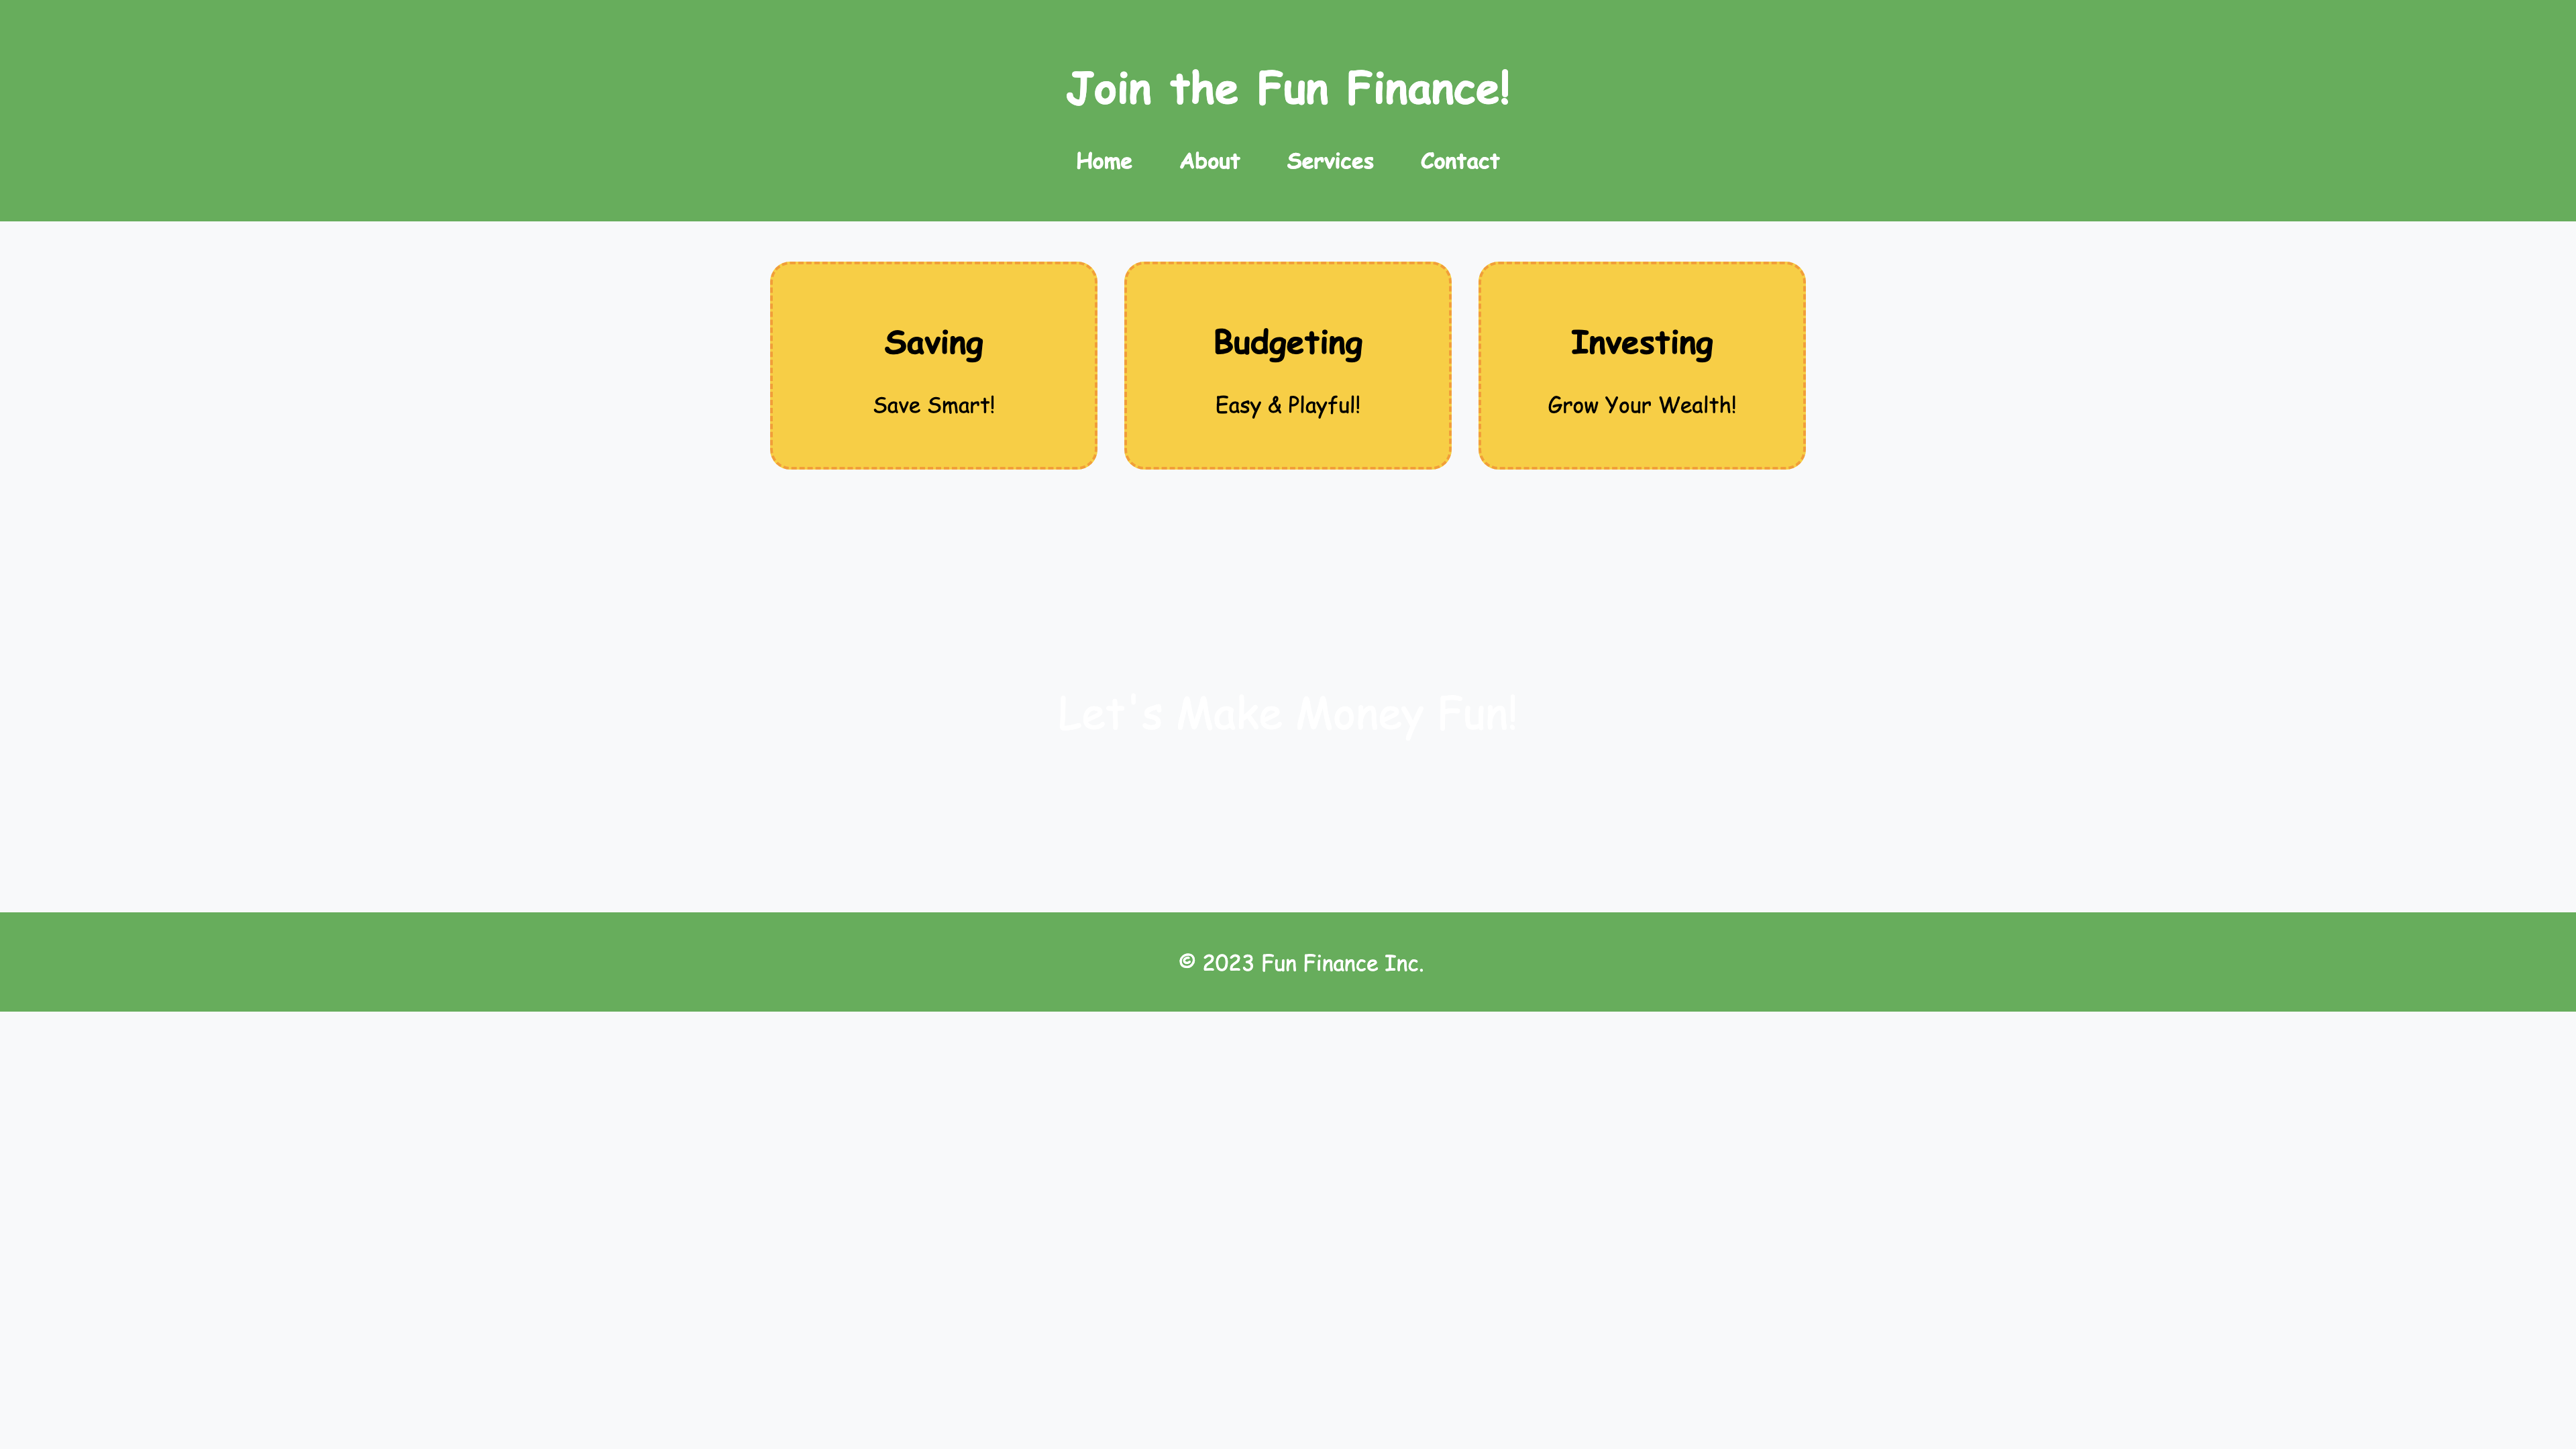 Join the Fun Finance!
Home About Services Contact
Saving
Save Smart!
Budgeting
Easy & Playful!
Investing
Grow Your Wealth!
Let's Make Money Fun!
© 2023 Fun Finance Inc.